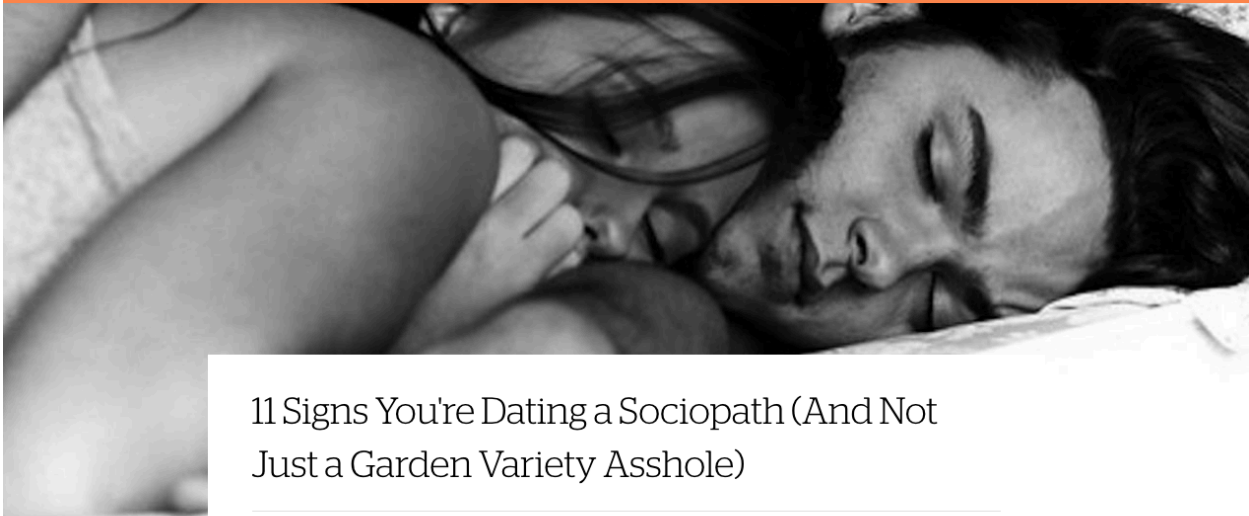 11 Signs You're Dating a Sociopath (And Not
Just a Garden Variety Asshole)